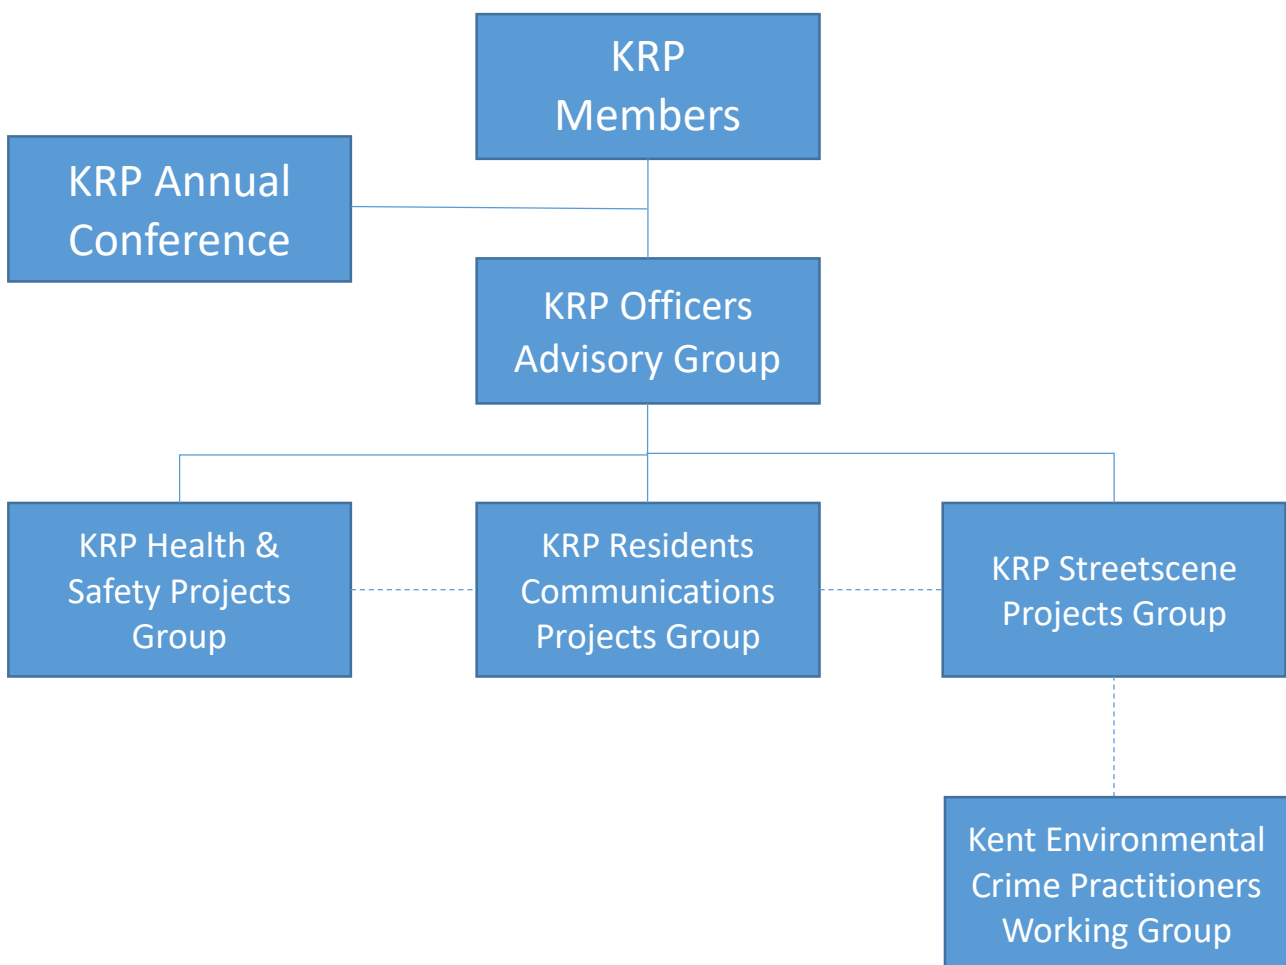 KRP
Members
KRP Annual
Conference
KRP Officers
Advisory Group
KRP Health &
Safety Projects
Group
KRP Residents
Communications
Projects Group
KRP Streetscene
Projects Group
Kent Environmental
Crime Practitioners
Working Group